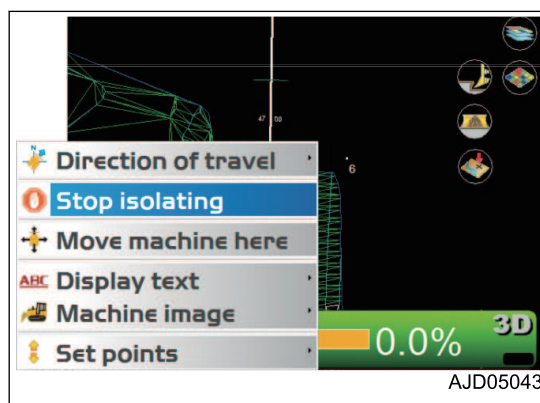 47 00
6
Direction of travel
Stop isolating
Move machine here
ABC Display text
Machine image
Set points
0.0%
3D
AJD05043